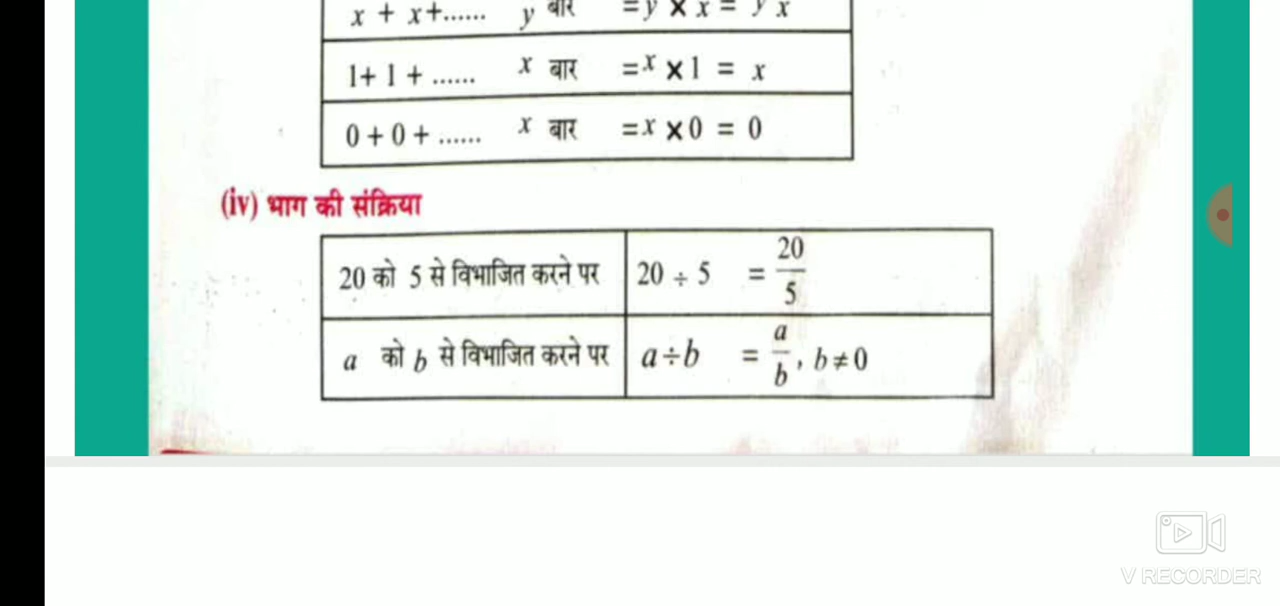 x + x+...... y बार =y × x = y x
1+ 1 + ...... x बार =x ×1 = x
0 + 0 + ...... x बार =x ×0 = 0
(iv) भाग की संक्रिया
20 को 5 से विभाजित करने पर 20 ÷ 5 = 20/5
a को b से विभाजित करने पर a÷b = a/b, b≠0
V RECORDER